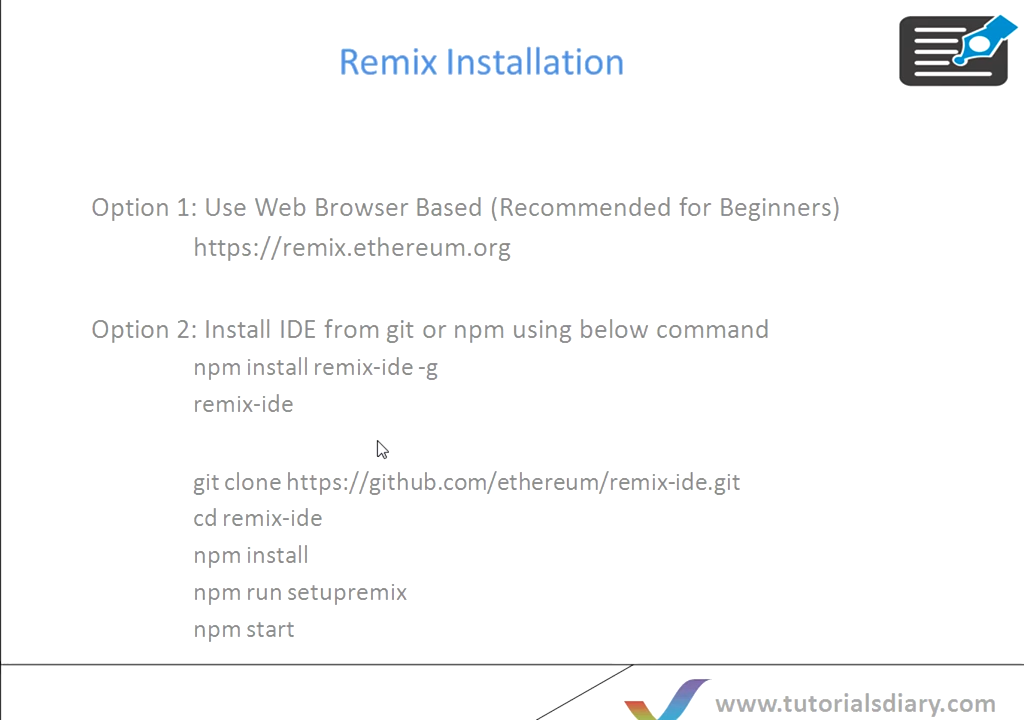 Remix Installation
Option 1: Use Web Browser Based (Recommended for Beginners)
https://remix.ethereum.org
Option 2: Install IDE from git or npm using below command
npm install remix-ide -g
remix-ide
git clone https://github.com/ethereum/remix-ide.git
cd remix-ide
npm install
npm run setupremix
npm start
www.tutorialsdiary.com